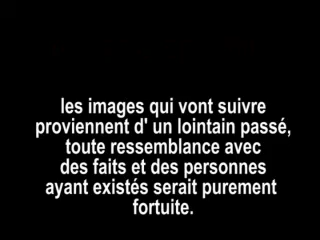 les images qui vont suivre
proviennent d' un lointain passé,
toute ressemblance avec
des faits et des personnes
ayant existés serait purement
fortuite.